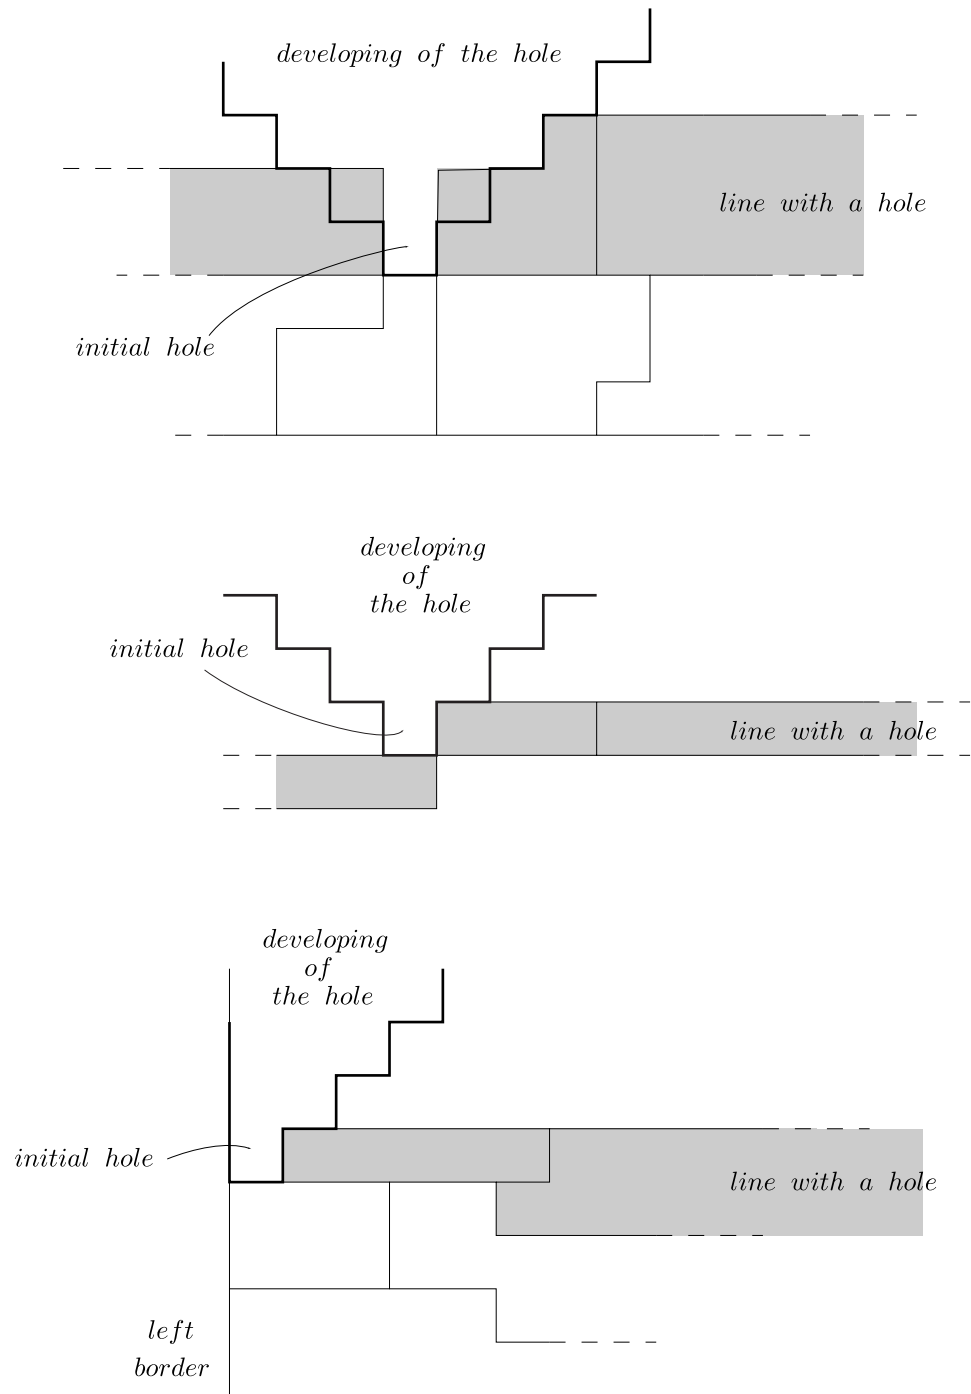 developing of the hole
line with a hole
initial hole
developing
of
the hole
initial hole
line with a hole
developing
of
the hole
initial hole
line with a hole
left
border